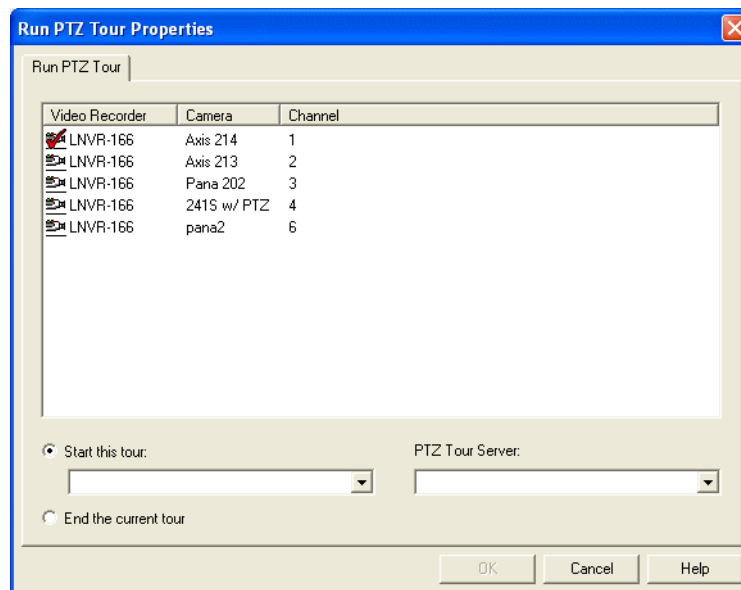 Run PTZ Tour Properties
Run PTZ Tour
Video Recorder Camera Channel
LNVR-166 Axis 214 1
LNVR-166 Axis 213 2
LNVR-166 Pana 202 3
LNVR-166 241S w/ PTZ 4
LNVR-166 pana2 6
Start this tour: PTZ Tour Server:
End the current tour
OK Cancel Help